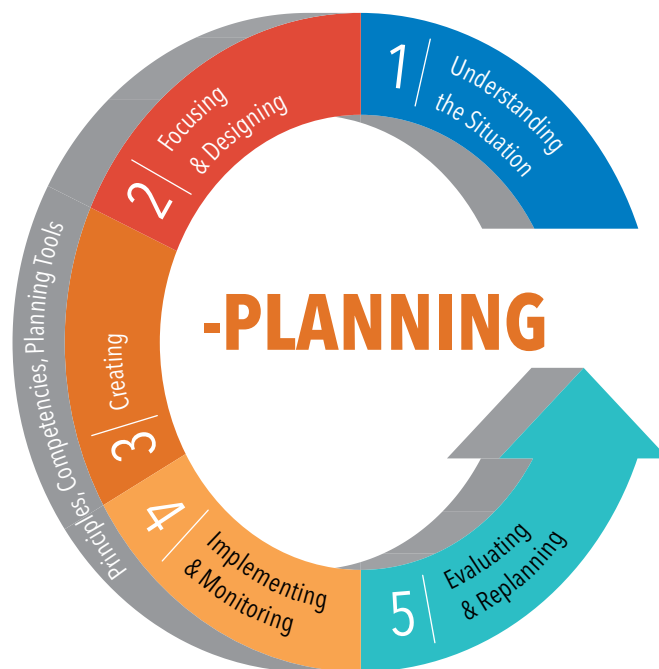 1
Understanding
the Situation
2
Focusing
& Designing
3
Creating
4
Implementing
& Monitoring
5
Evaluating
& Replanning
-PLANNING
Principles, Competencies, Planning Tools